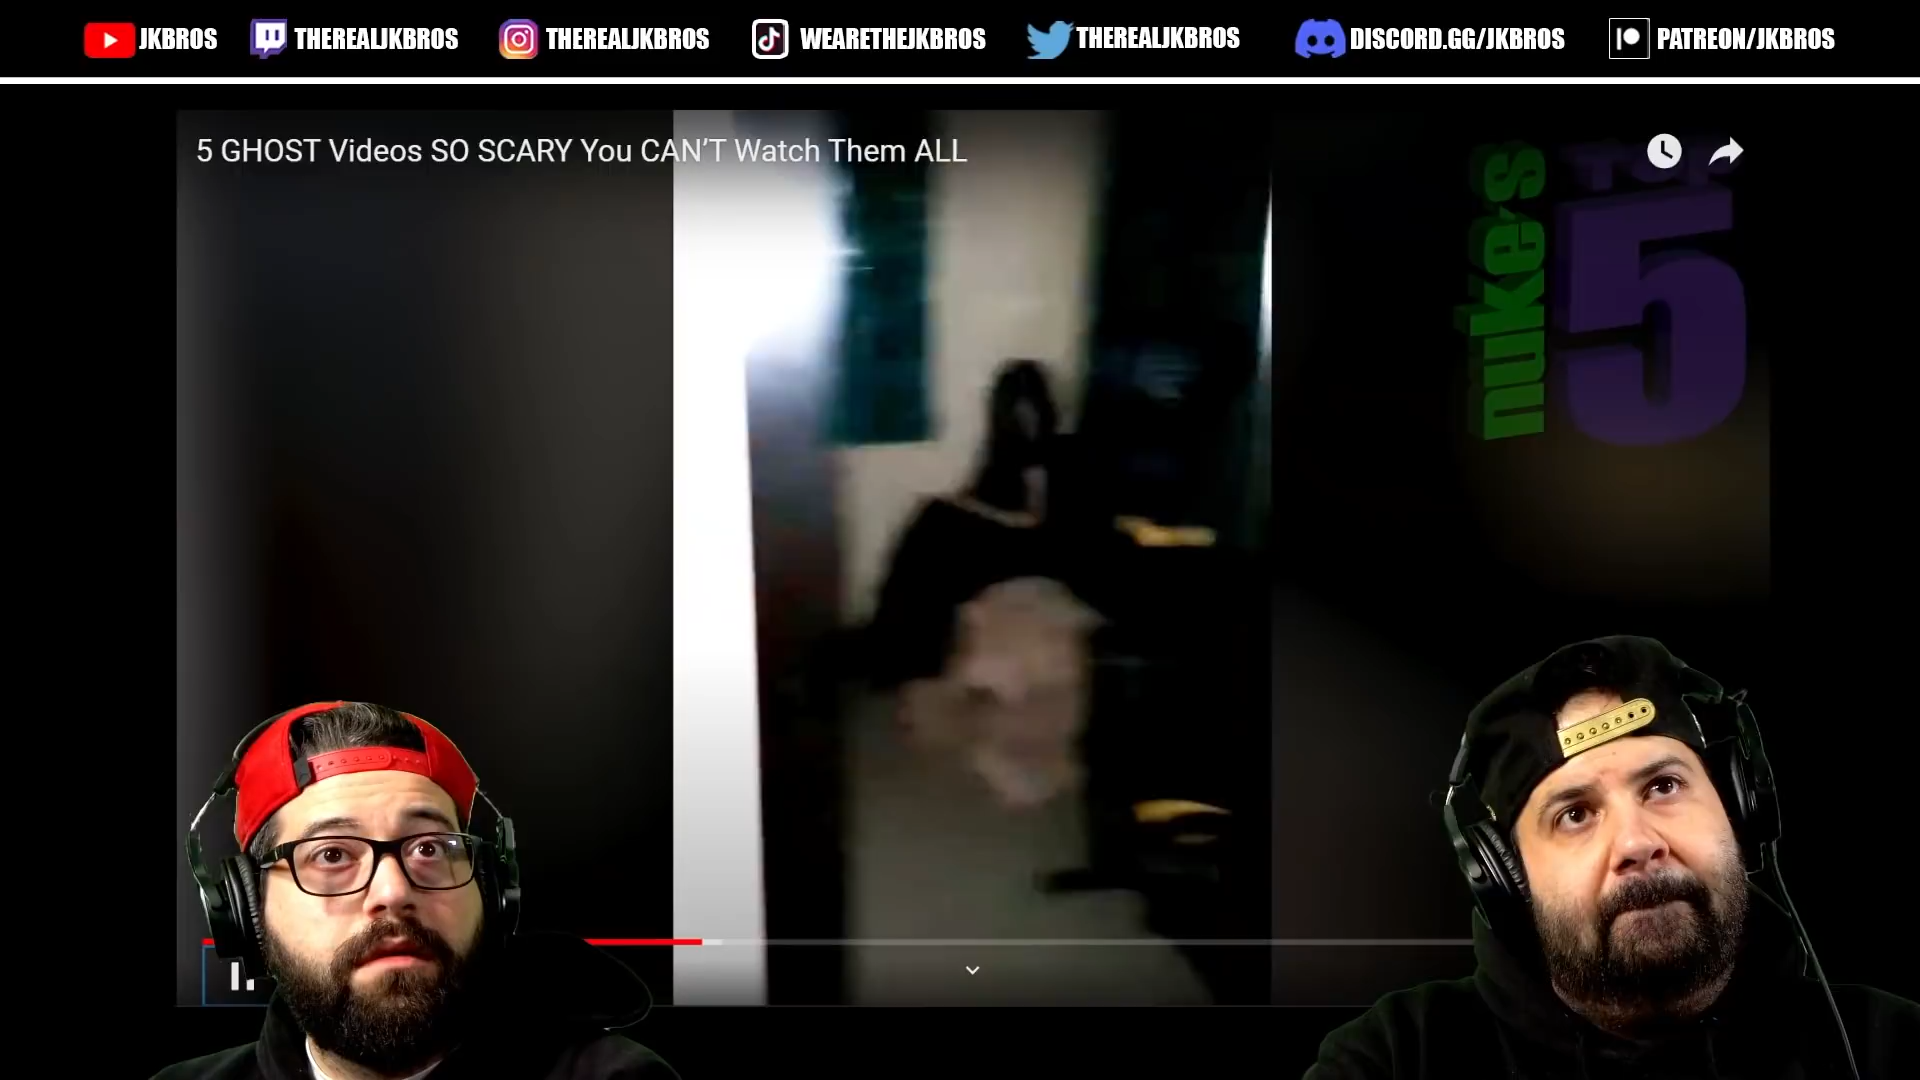 JKBROS
THEREALJKBROS
THEREALJKBROS
WEARETHEJKBROS
THEREALJKBROS
DISCORD.GG/JKBROS
PATREON/JKBROS
5 GHOST Videos SO SCARY You CAN'T Watch Them ALL
nuke's
TOP
5